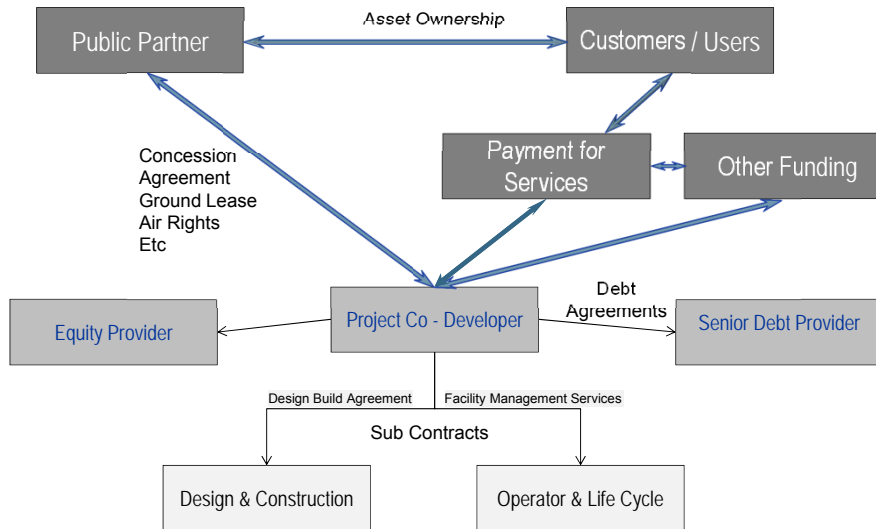 Asset Ownership
Public Partner
Customers / Users
Concession
Agreement
Ground Lease
Air Rights
Etc
Payment for
Services
Other Funding
Equity Provider
Project Co - Developer
Debt
Agreements
Senior Debt Provider
Design Build Agreement
Facility Management Services
Sub Contracts
Design & Construction
Operator & Life Cycle